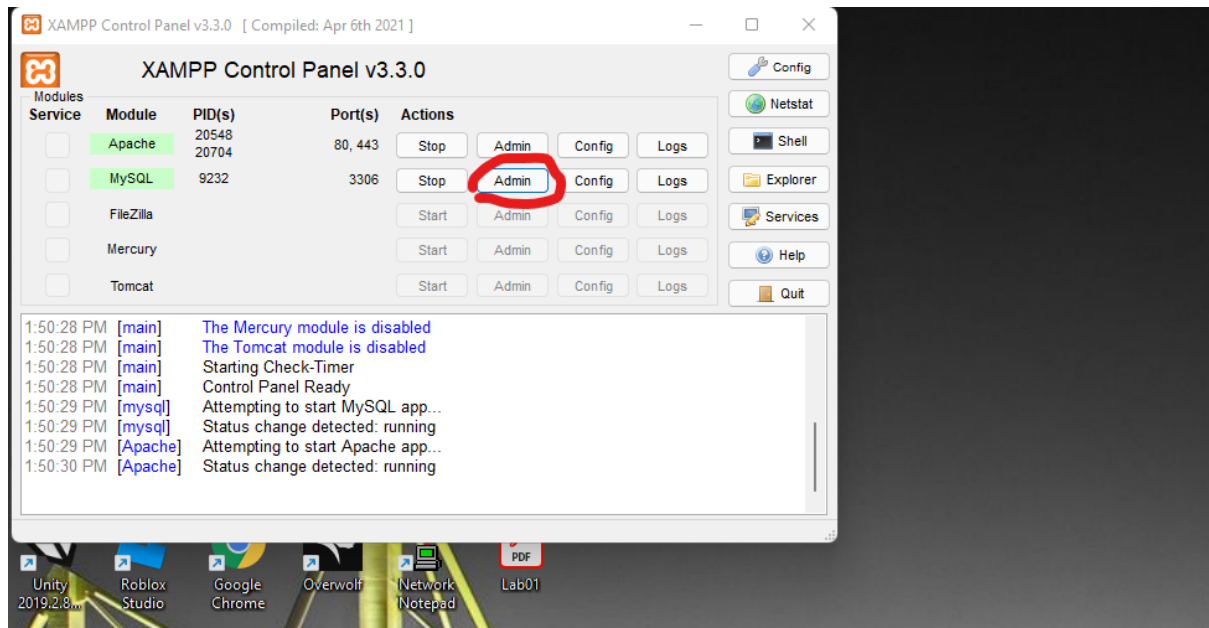 XAMPP Control Panel v3.3.0 [ Compiled: Apr 6th 2021 ]
XAMPP Control Panel v3.3.0
Config
Modules
Netstat
Service Module PID(s) Port(s) Actions
Apache 20548 80, 443 Stop Admin Config Logs
20704
Shell
MySQL 9232 3306 Stop Admin Config Logs
Explorer
FileZilla Start Admin Config Logs
Services
Mercury Start Admin Config Logs
Help
Tomcat Start Admin Config Logs
Quit
1:50:28 PM [main] The Mercury module is disabled
1:50:28 PM [main] The Tomcat module is disabled
1:50:28 PM [main] Starting Check-Timer
1:50:28 PM [main] Control Panel Ready
1:50:29 PM [mysql] Attempting to start MySQL app...
1:50:29 PM [mysql] Status change detected: running
1:50:29 PM [Apache] Attempting to start Apache app...
1:50:30 PM [Apache] Status change detected: running
PDF
Unity Roblox Google Overwolf Network Lab01
2019.2.8... Studio Chrome Notepad